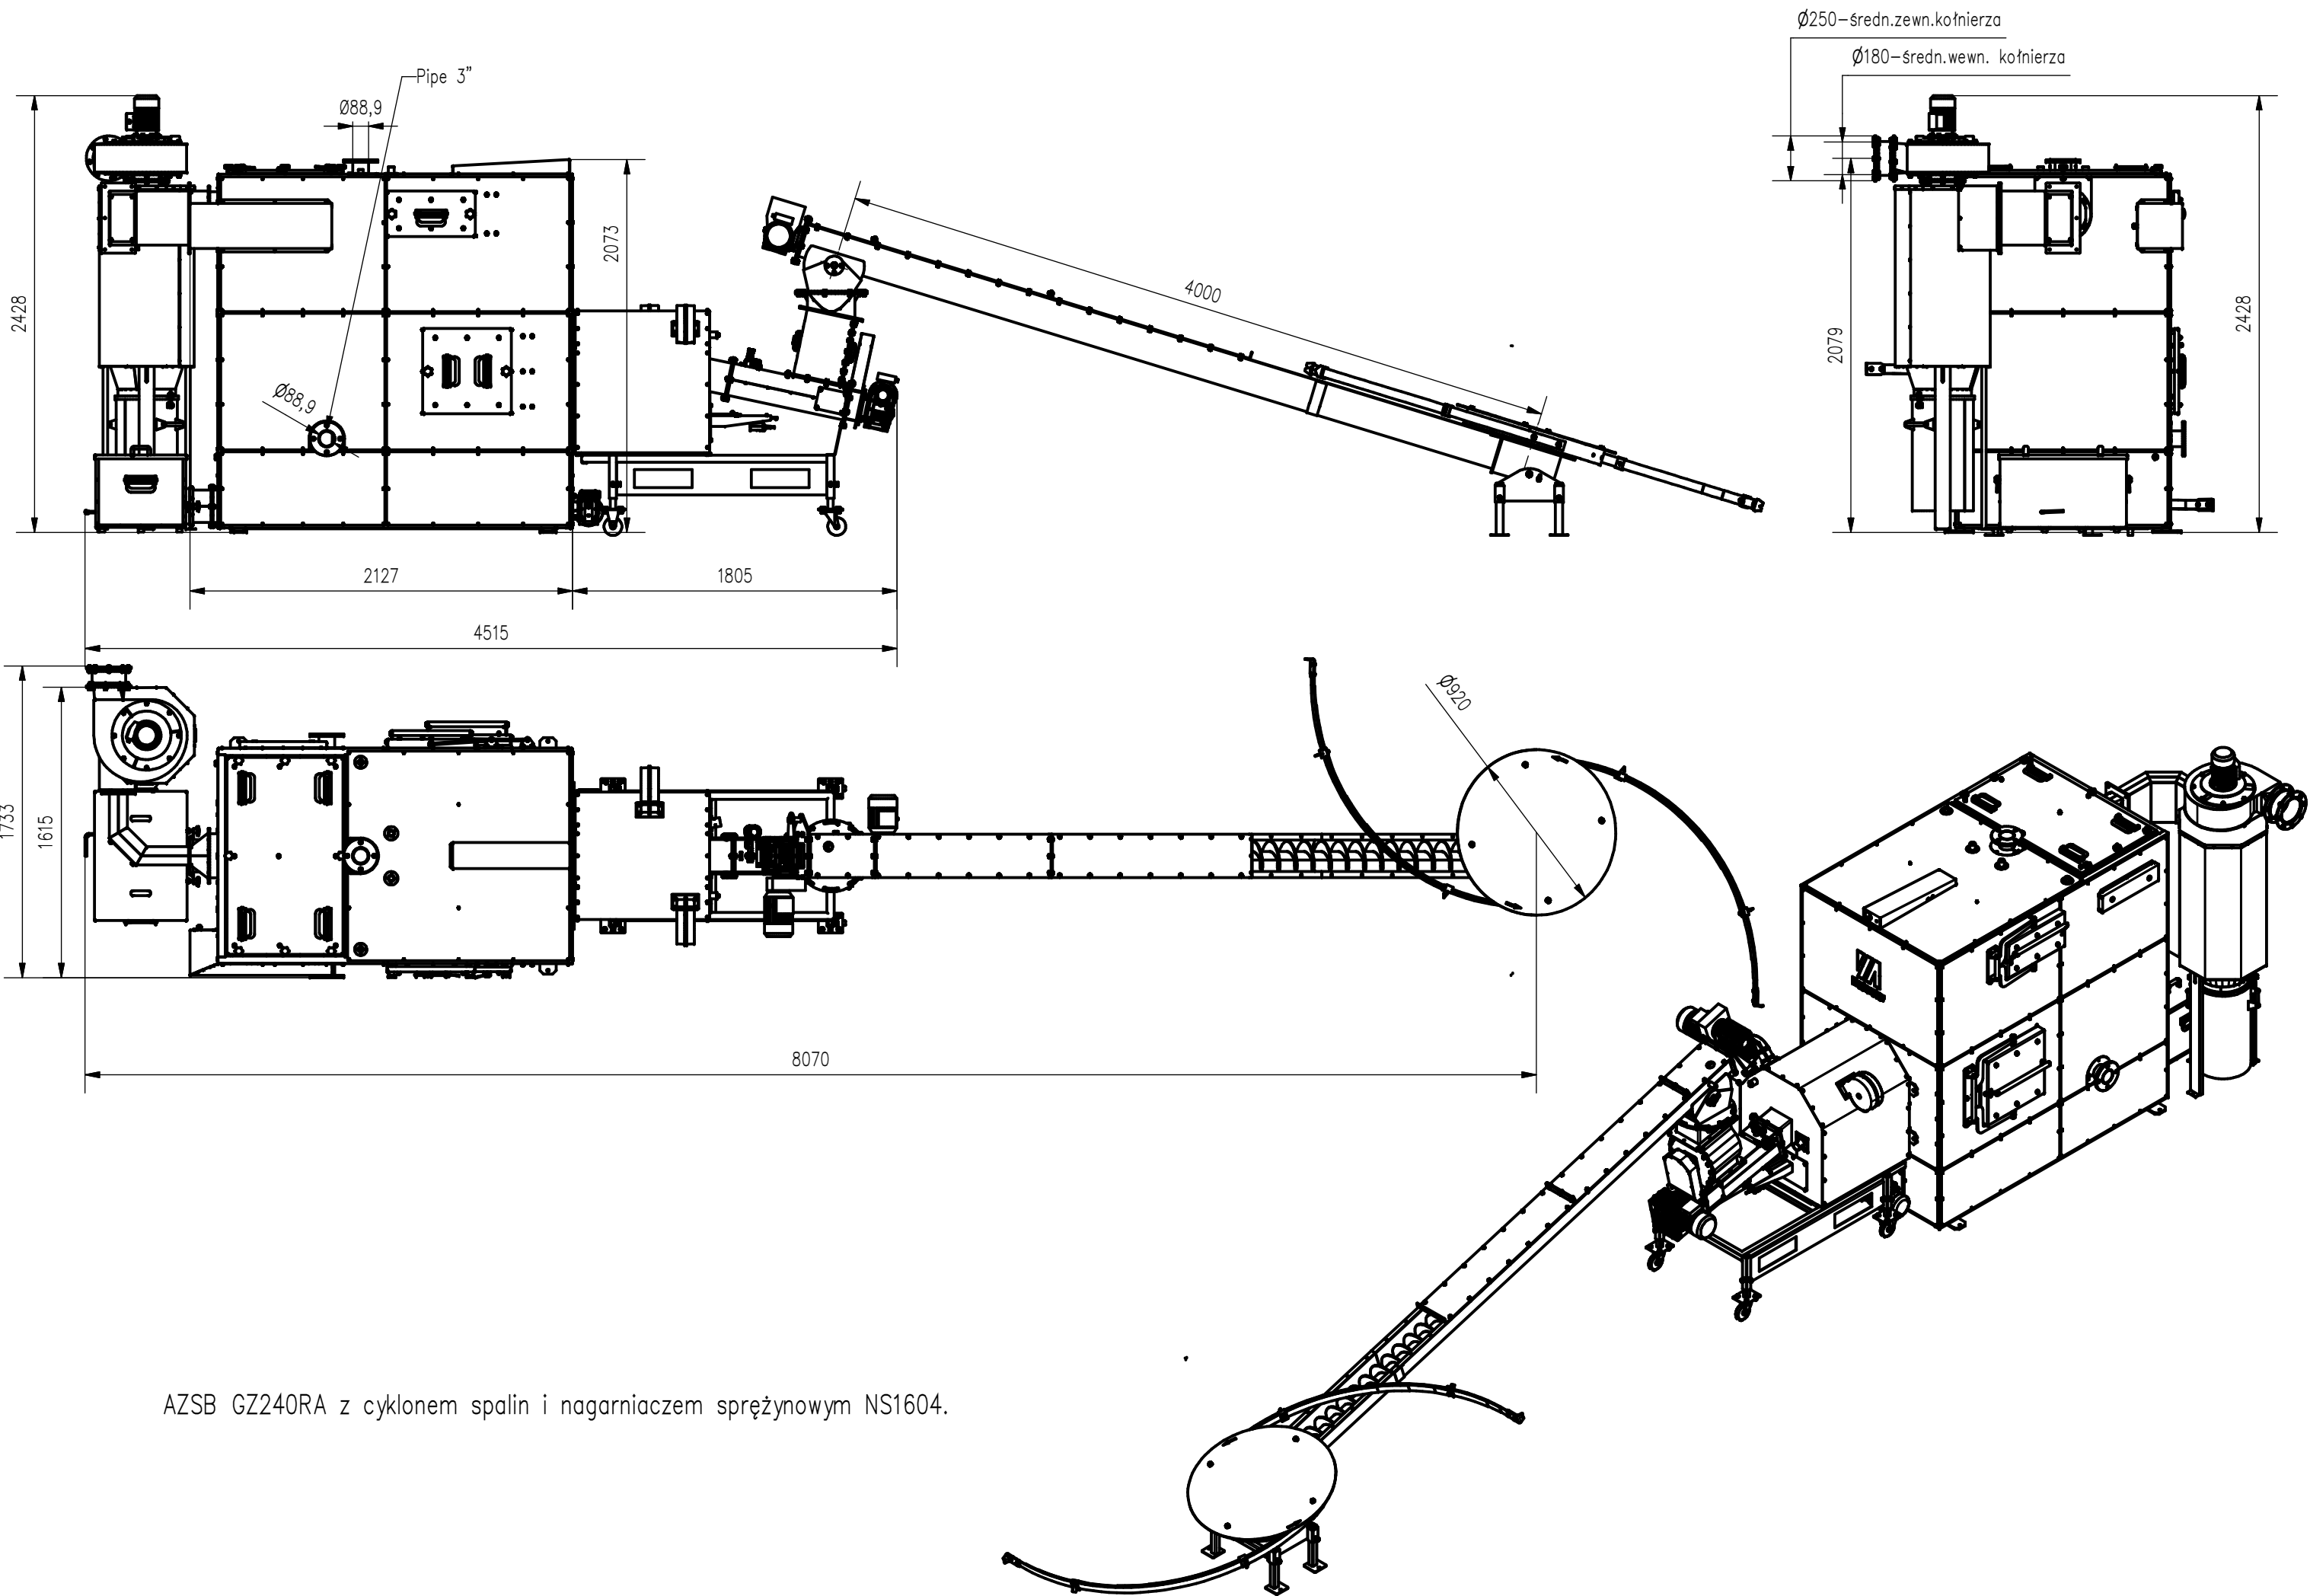 Ø250-średn.zewn.kołnierza
Ø180-średn.wewn. kołnierza
Pipe 3"
Ø88,9
2428
2073
4000
2079
2428
Ø88,9
2127
1805
4515
1733
1615
Ø920
8070
AZSB GZ240RA z cyklonem spalin i nagarniaczem sprężynowym NS1604.